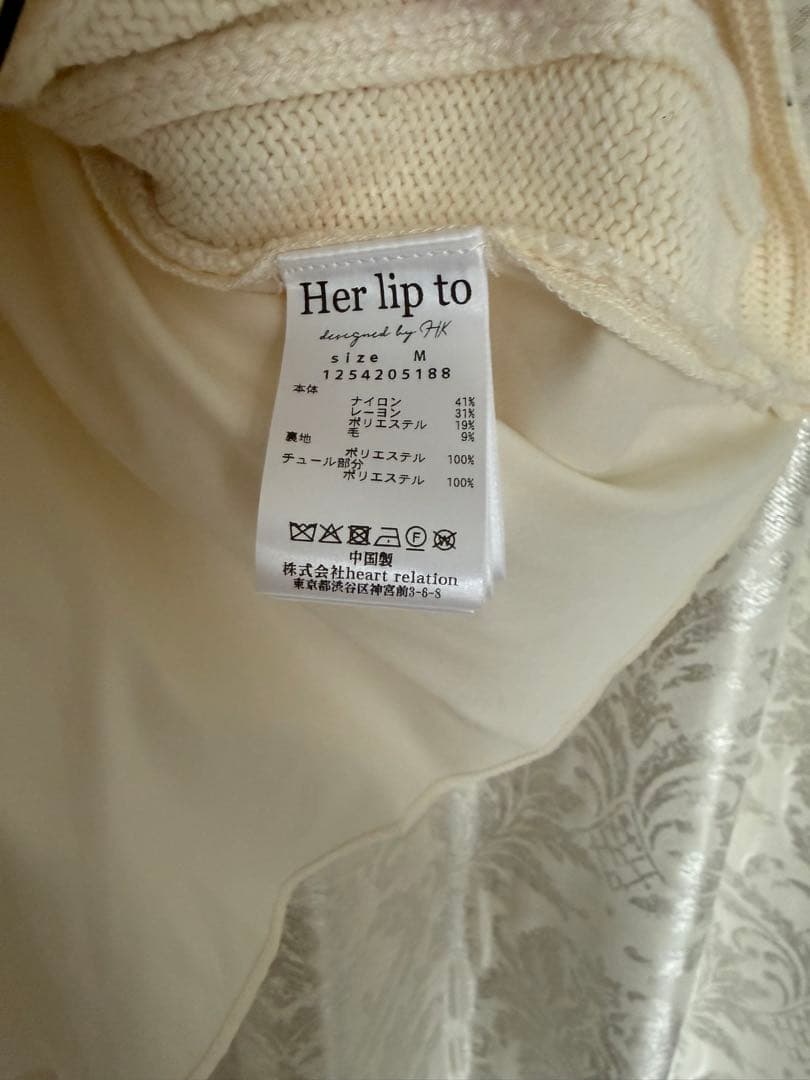 Her lip to
designed by HK
size M
1254205188
本体
ナイロン 41%
レーヨン 31%
ポリエステル 19%
毛 9%
裏地
ポリエステル 100%
チュール部分
ポリエステル 100%
F W
中国製
株式会社heart relation
東京都渋谷区神宮前3-6-8